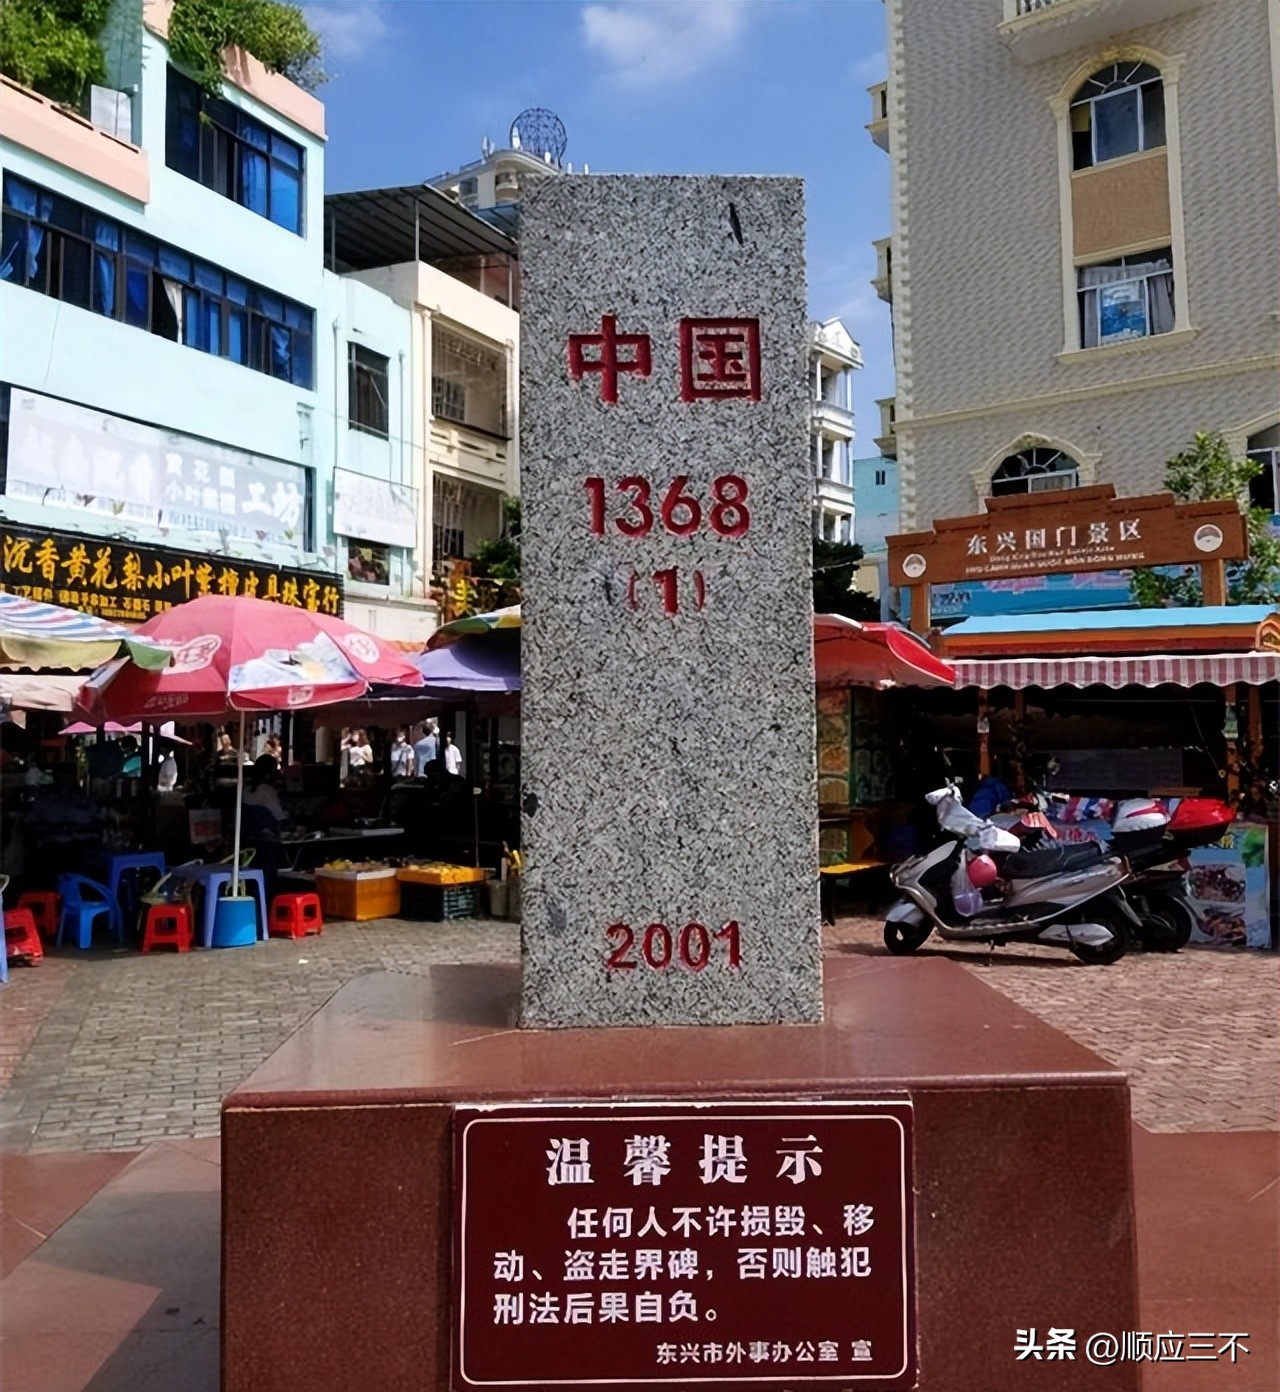 中国
1368
(1)
2001
沉香黄花梨小叶紫檀皮具珠宝行
工坊
东兴国门景区
温馨提示
任何人不许损毁、移
动、盗走界碑，否则触犯
刑法后果自负。
东兴市外事办公室 宣
头条 @顺应三不